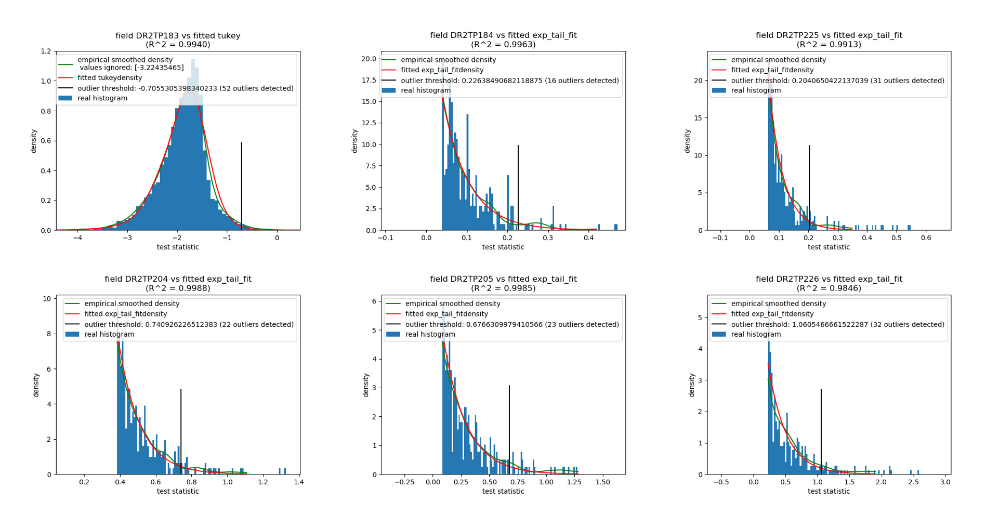 field DR2TP183 vs fitted tukey
(R^2 = 0.9940)
empirical smoothed density
values ignored: [-3.22435465]
fitted tukeydensity
outlier threshold: -0.7055305398340233 (52 outliers detected)
real histogram
1.2
1.0
0.8
0.6
0.4
0.2
0.0
density
−4 −3 −2 −1 0
test statistic
field DR2TP184 vs fitted exp_tail_fit
(R^2 = 0.9963)
empirical smoothed density
fitted exp_tail_fitdensity
outlier threshold: 0.22638490682118875 (16 outliers detected)
real histogram
20.0
17.5
15.0
12.5
10.0
7.5
5.0
2.5
0.0
density
−0.1 0.0 0.1 0.2 0.3 0.4
test statistic
field DR2TP225 vs fitted exp_tail_fit
(R^2 = 0.9913)
empirical smoothed density
fitted exp_tail_fitdensity
outlier threshold: 0.2040650422137039 (31 outliers detected)
real histogram
20
15
10
5
0
density
−0.1 0.0 0.1 0.2 0.3 0.4 0.5 0.6
test statistic
field DR2TP204 vs fitted exp_tail_fit
(R^2 = 0.9988)
empirical smoothed density
fitted exp_tail_fitdensity
outlier threshold: 0.740926226512383 (22 outliers detected)
real histogram
10
8
6
4
2
0
density
0.2 0.4 0.6 0.8 1.0 1.2 1.4
test statistic
field DR2TP205 vs fitted exp_tail_fit
(R^2 = 0.9985)
empirical smoothed density
fitted exp_tail_fitdensity
outlier threshold: 0.6766309979410566 (23 outliers detected)
real histogram
6
5
4
3
2
1
0
density
−0.25 0.00 0.25 0.50 0.75 1.00 1.25 1.50
test statistic
field DR2TP226 vs fitted exp_tail_fit
(R^2 = 0.9846)
empirical smoothed density
fitted exp_tail_fitdensity
outlier threshold: 1.0605466661522287 (32 outliers detected)
real histogram
5
4
3
2
1
0
density
−0.5 0.0 0.5 1.0 1.5 2.0 2.5 3.0
test statistic